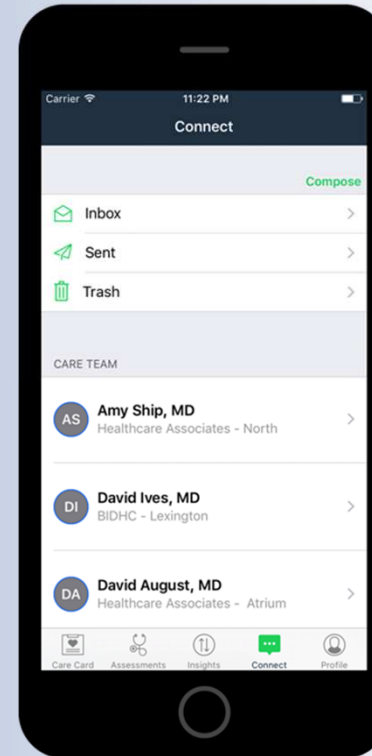 Carrier 11:22 PM
Connect
Compose
Inbox
Sent
Trash
CARE TEAM
AS Amy Ship, MD
Healthcare Associates - North
DI David Ives, MD
BIDHC - Lexington
DA David August, MD
Healthcare Associates - Atrium
Care Card Assessments Insights Connect Profile